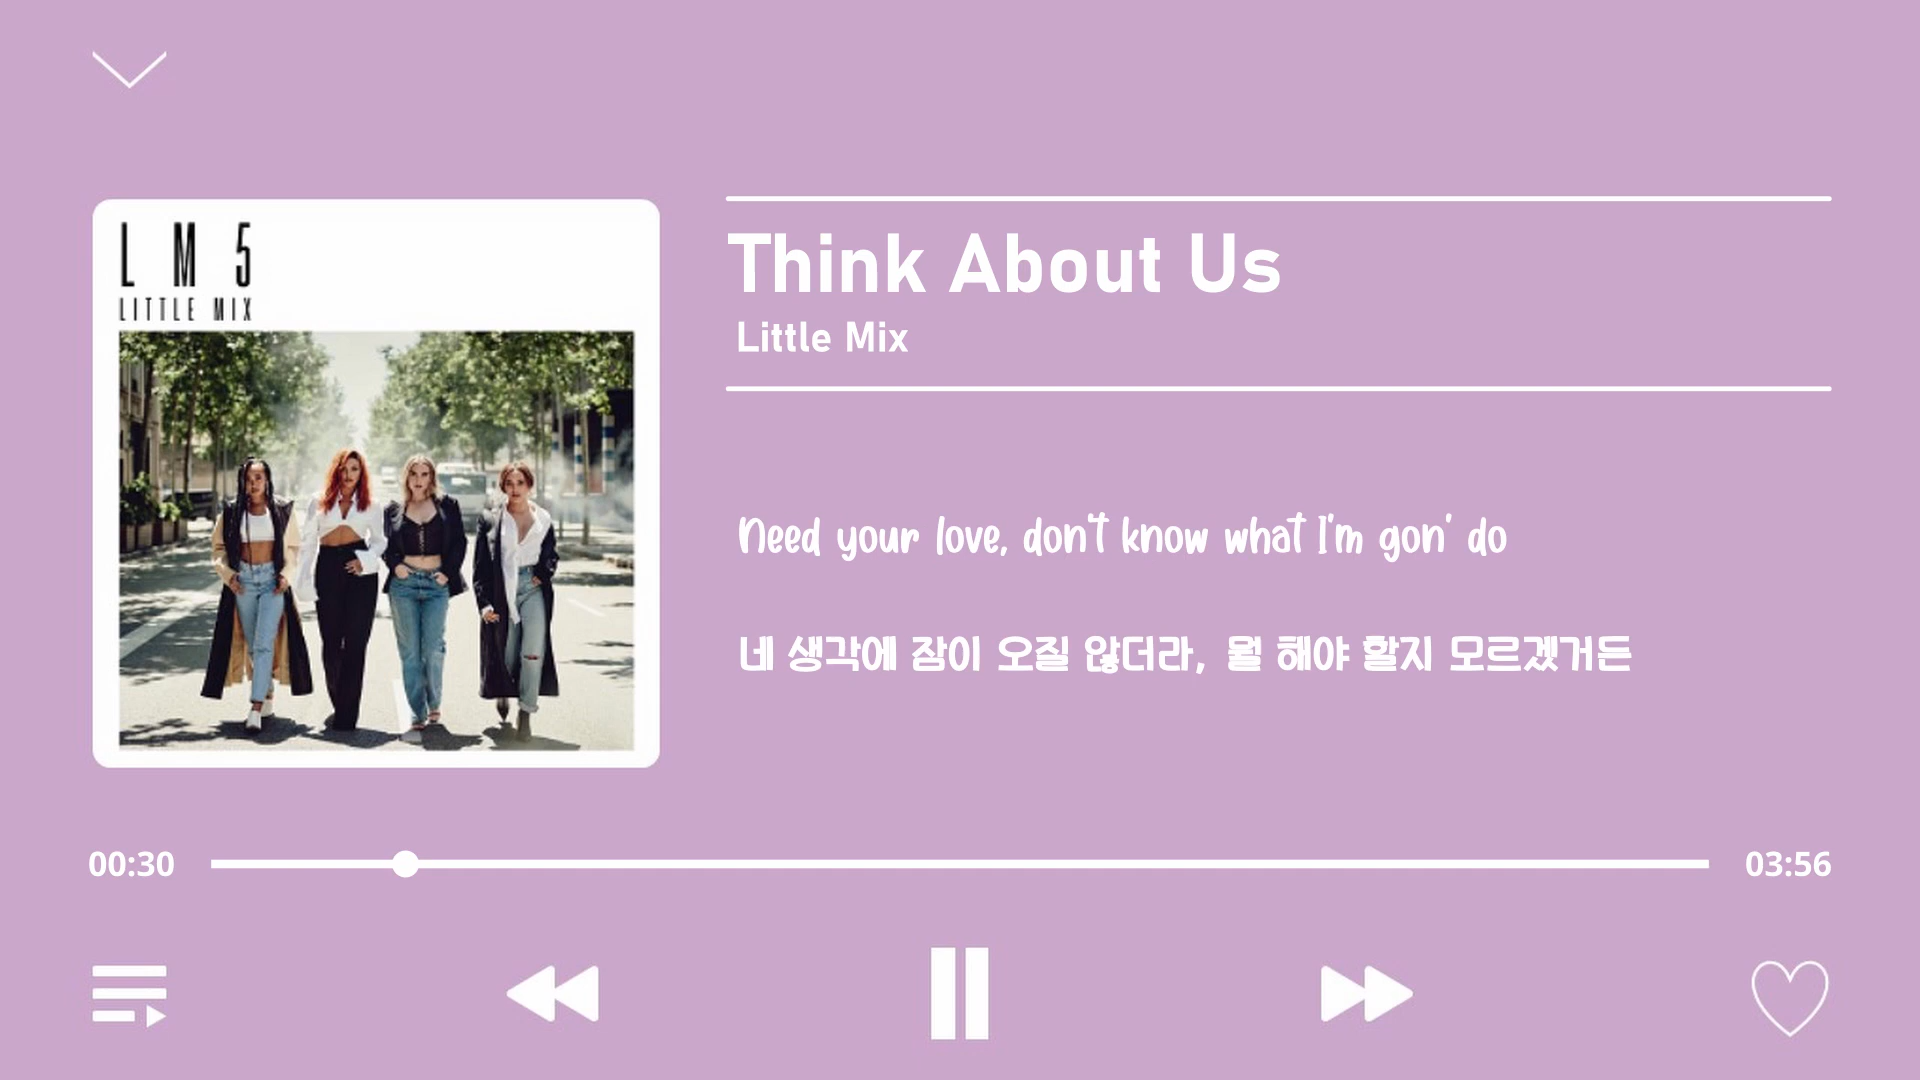 L M 5
LITTLE MIX
Think About Us
Little Mix
Need your love, don't know what I'm gon' do
네 생각에 잠이 오질 않더라, 뭘 해야 할지 모르겠거든
00:30
03:56